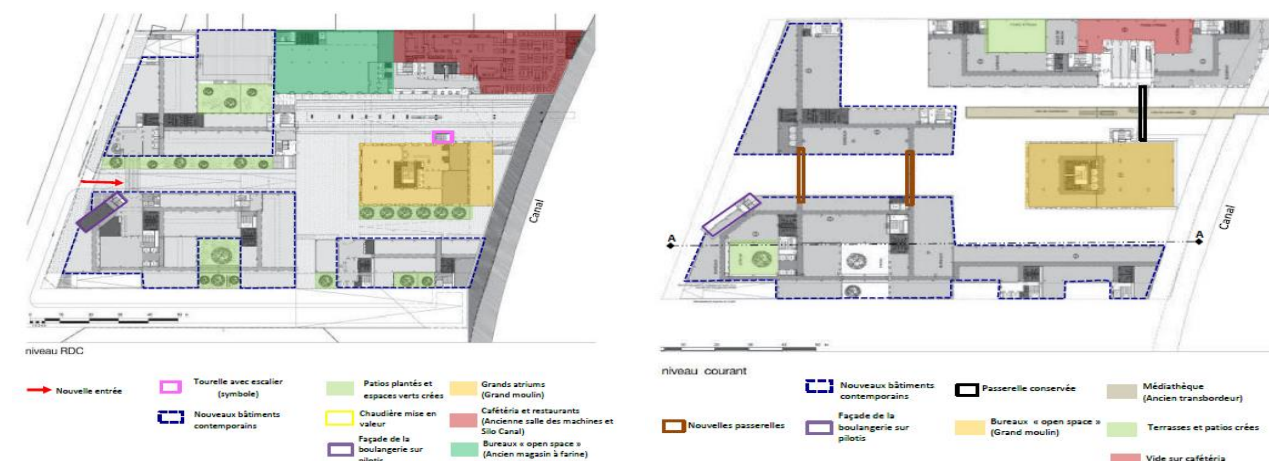 Canal
niveau RDC
Nouvelle entrée
Tourelle avec escalier
(symbole)
Nouveaux bâtiments
contemporains
Façade de la
boulangerie sur
pilotis
Patios plantés et
espaces verts crées
Chaudière mise en
valeur
Grands atriums
(Grand moulin)
Cafétéria et restaurants
(Ancienne salle des machines et
Silo Canal)
Bureaux « open space »
(Ancien magasin à farine)
A
A
Canal
niveau courant
Nouvelles passerelles
Nouveaux bâtiments
contemporains
Façade de la
boulangerie sur
pilotis
Passerelle conservée
Bureaux « open space »
(Grand moulin)
Médiathèque
(Ancien transbordeur)
Terrasses et patios crées
Vide sur cafétéria